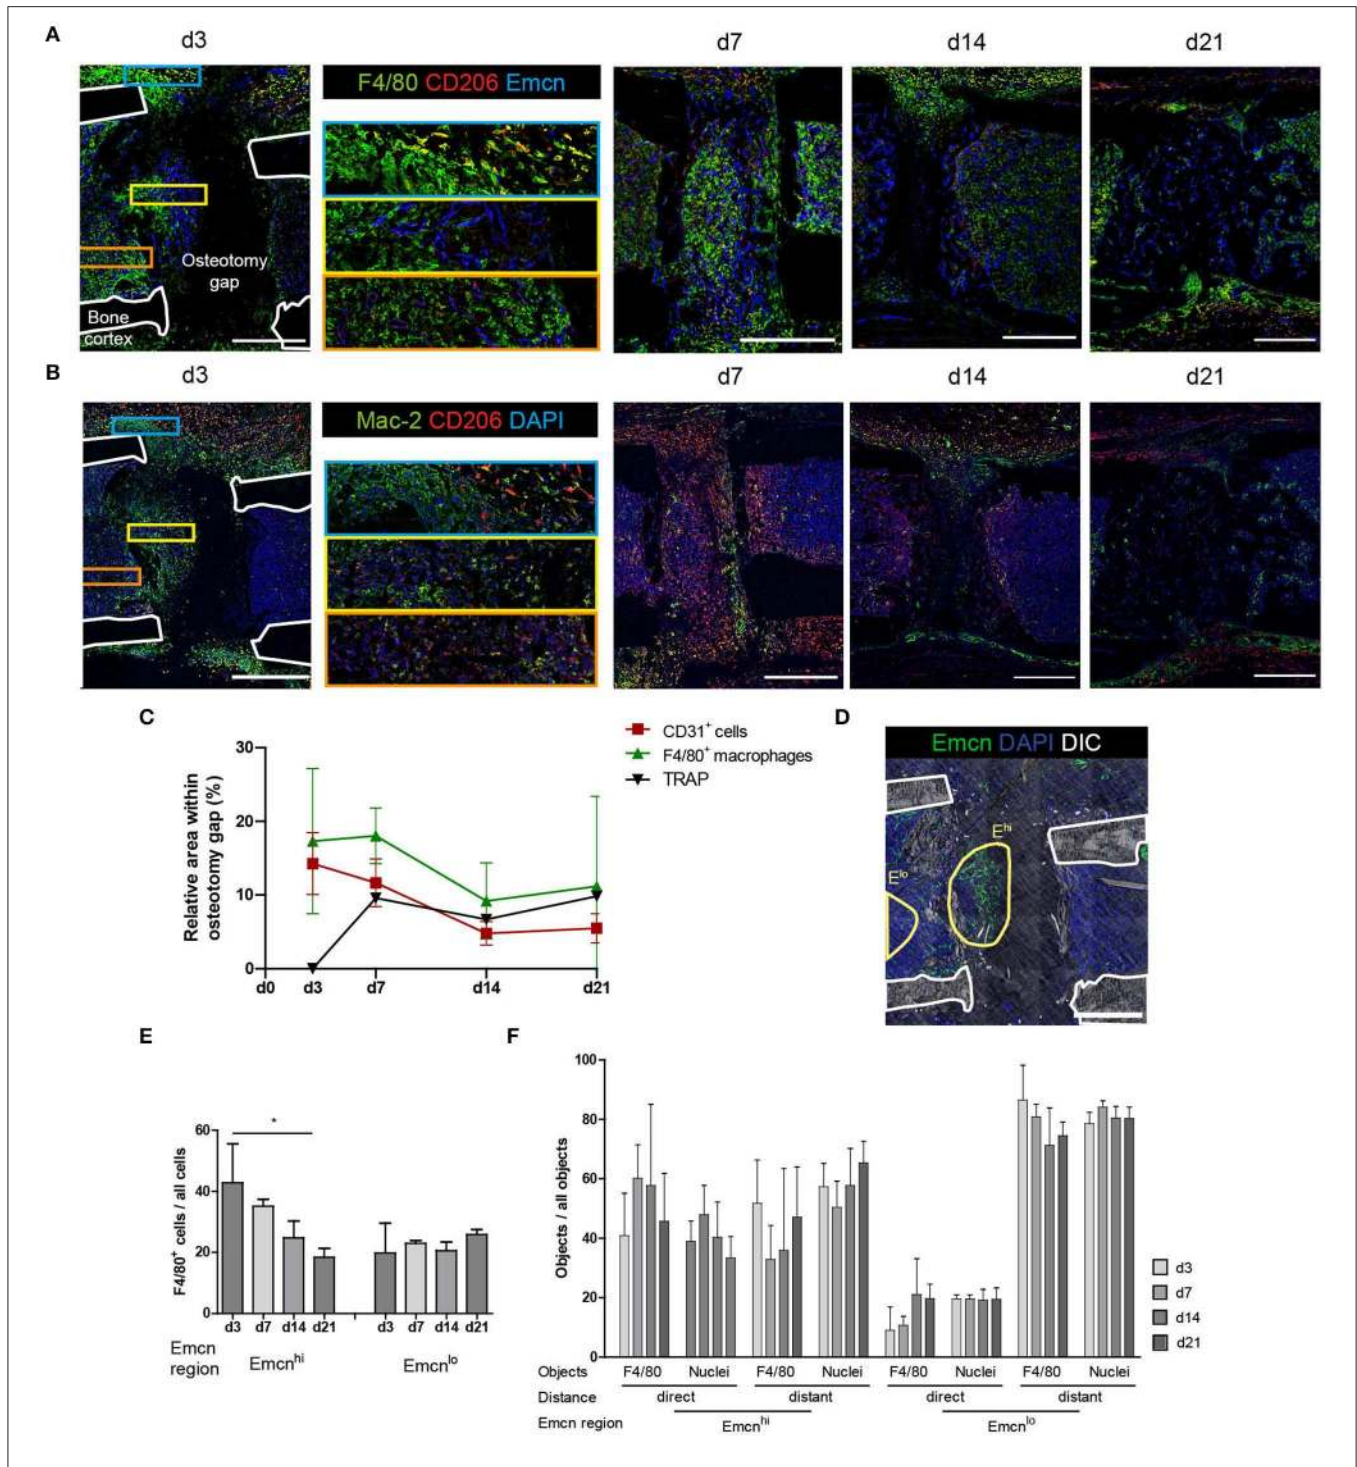 A
d3
F4/80 CD206 Emcn
d7
d14
d21
Osteotomy
gap
Bone
cortex
B
d3
Mac-2 CD206 DAPI
d7
d14
d21
C
CD31+ cells
F4/80+ macrophages
TRAP
Relative area within
osteotomy gap (%)
30
20
10
0
d0 d3 d7 d14 d21
D
Emcn DAPI DIC
Ehi
Elo
E
F4/80+ cells / all cells
60
40
20
0
*
d3 d7 d14 d21 d3 d7 d14 d21
Emcn
region
Emcnhi Emcnlo
F
Objects / all objects
100
80
60
40
20
0
d3
d7
d14
d21
Objects F4/80 Nuclei F4/80 Nuclei F4/80 Nuclei F4/80 Nuclei
Distance direct distant direct distant
Emcn region Emcnhi Emcnlo